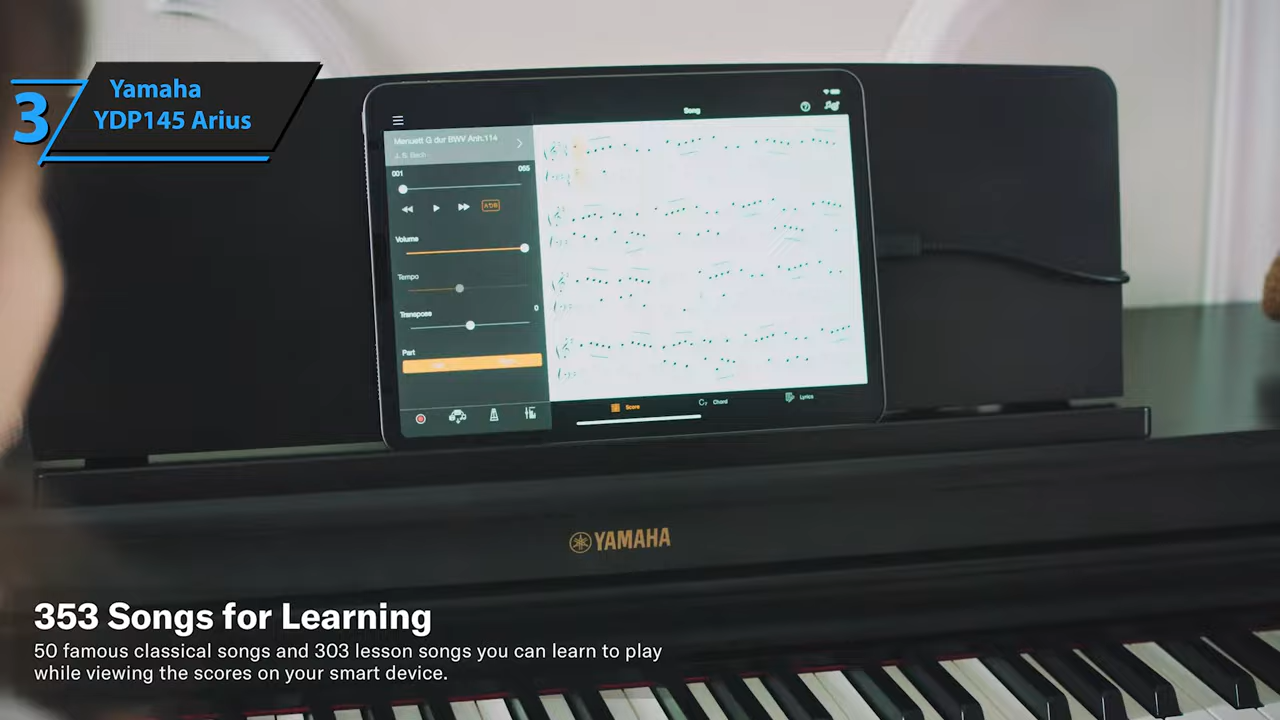 3
Yamaha
YDP145 Arius
Song
Menuett G dur BWV Anh.114
J. S. Bach
001
065
Volume
Tempo
Transpose
0
Part
Score
Chord
Lyrics
YAMAHA
353 Songs for Learning
50 famous classical songs and 303 lesson songs you can learn to play
while viewing the scores on your smart device.